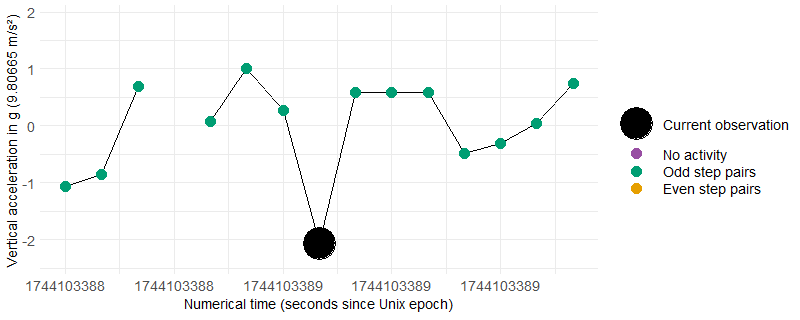 Vertical acceleration in g (9.80665 m/s²)
2
1
0
-1
-2
1744103388
1744103388
1744103389
1744103389
1744103389
Numerical time (seconds since Unix epoch)
Current observation
No activity
Odd step pairs
Even step pairs